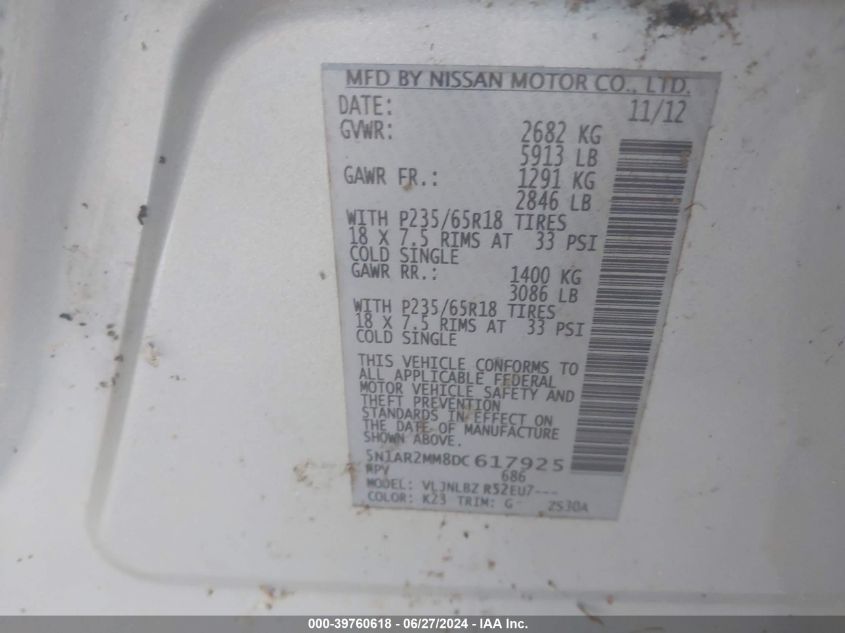 MFD BY NISSAN MOTOR CO., LTD.
DATE: 11/12
GVWR: 2682 KG
5913 LB
GAWR FR.: 1291 KG
2846 LB
WITH P235/65R18 TIRES
18 X 7.5 RIMS AT 33 PSI
COLD SINGLE
GAWR RR.: 1400 KG
3086 LB
WITH P235/65R18 TIRES
18 X 7.5 RIMS AT 33 PSI
COLD SINGLE
THIS VEHICLE CONFORMS TO
ALL APPLICABLE FEDERAL
MOTOR VEHICLE SAFETY AND
THEFT PREVENTION
STANDARDS IN EFFECT ON
THE DATE OF MANUFACTURE
SHOWN ABOVE.
5N1AR2MM8DC 617925
MPV 686
MODEL: VLJNLBZ R52EU7---
COLOR: K23 TRIM: G 2S30A
000-39760618 - 06/27/2024 - IAA Inc.